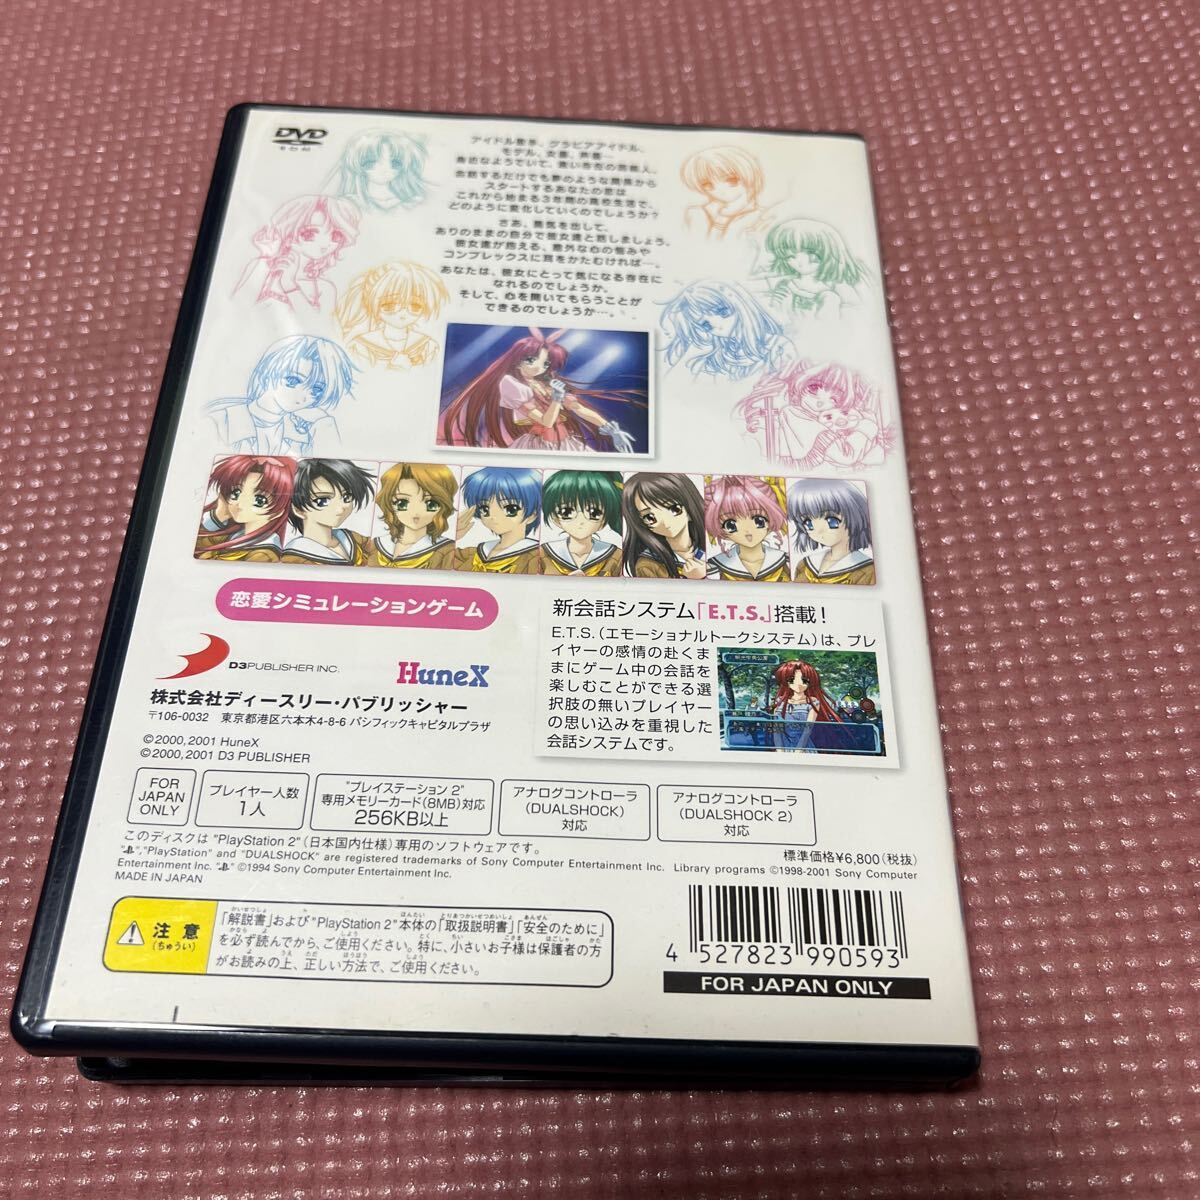 DVD
アイドル歌手、グラビアアイドル、
モデル、女優、声優…
身近なようでいて、遠い存在の芸能人。
会話するだけでも夢のような関係から
スタートするあなたの恋は
これから始まる3年間の高校生活で、
どのように変化していくのでしょうか?
さあ、勇気を出して、
ありのままの自分で彼女達と話しましょう。
彼女達が抱える、意外な心の悩みや
コンプレックスに耳をかたむければ…。
あなたは、彼女にとって気になる存在に
なれるのでしょうか。
そして、心を開いてもらうことが
できるのでしょうか…。
恋愛シミュレーションゲーム
D3PUBLISHER INC.
HuneX
株式会社ディースリー・パブリッシャー
〒106-0032 東京都港区六本木4-8-6 パシフィックキャピタルプラザ
©2000,2001 HuneX
©2000,2001 D3 PUBLISHER
新会話システム「E.T.S.」搭載!
E.T.S.(エモーショナルトークシステム)は、プレ
イヤーの感情の赴くま
まにゲーム中の会話を
楽しむことができる選
択肢の無いプレイヤー
の思い込みを重視した
会話システムです。
FOR
JAPAN
ONLY
プレイヤー人数
1人
"プレイステーション 2"
専用メモリーカード(8MB)対応
256KB以上
アナログコントローラ
(DUALSHOCK)
対応
アナログコントローラ
(DUALSHOCK 2)
対応
このディスクは "PlayStation 2"(日本国内仕様)専用のソフトウェアです。
標準価格¥6,800(税抜)
" ","PlayStation" and "DUALSHOCK" are registered trademarks of Sony Computer Entertainment Inc. Library programs ©1998-2001 Sony Computer
Entertainment Inc. " " ©1994 Sony Computer Entertainment Inc.
MADE IN JAPAN
注意
(ちゅうい)
「解説書」および"PlayStation 2"本体の「取扱説明書」「安全のために」
を必ず読んでから、ご使用ください。特に、小さいお子様は保護者の方
がお読みの上、正しい方法で、ご使用ください。
4 527823 990593
FOR JAPAN ONLY